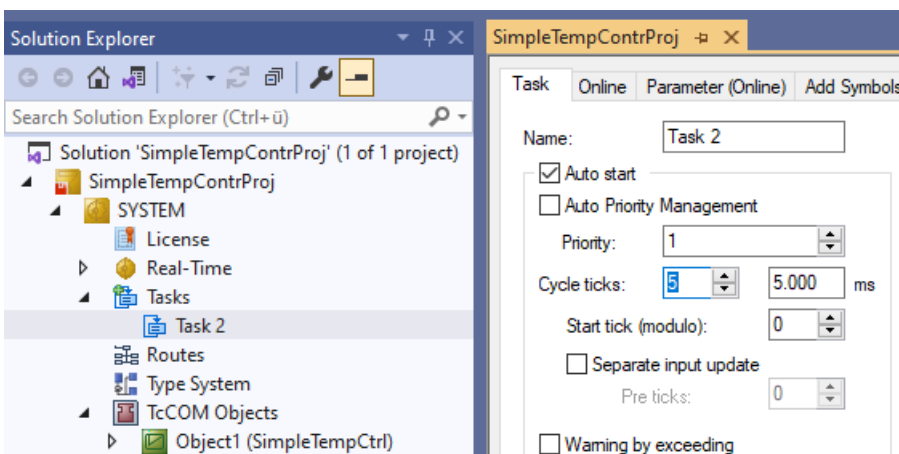 Solution Explorer
Search Solution Explorer (Ctrl+ü)
Solution 'SimpleTempContrProj' (1 of 1 project)
SimpleTempContrProj
SYSTEM
License
Real-Time
Tasks
Task 2
Routes
Type System
TcCOM Objects
Object1 (SimpleTempCtrl)
SimpleTempContrProj
Task Online Parameter (Online) Add Symbols
Name: Task 2
Auto start
Auto Priority Management
Priority: 1
Cycle ticks: 5 5.000 ms
Start tick (modulo): 0
Separate input update
Pre ticks: 0
Warning by exceeding